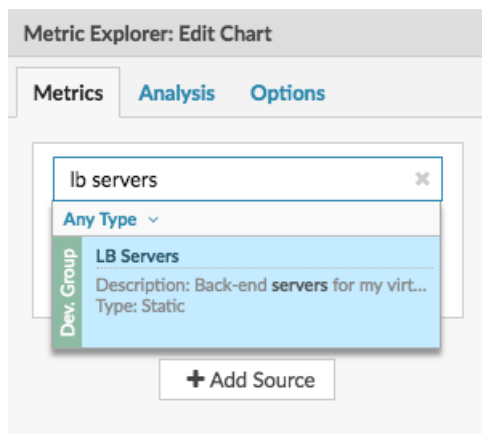 Metric Explorer: Edit Chart
Metrics Analysis Options
lb servers
Any Type
Dev. Group
LB Servers
Description: Back-end servers for my virt...
Type: Static
+ Add Source